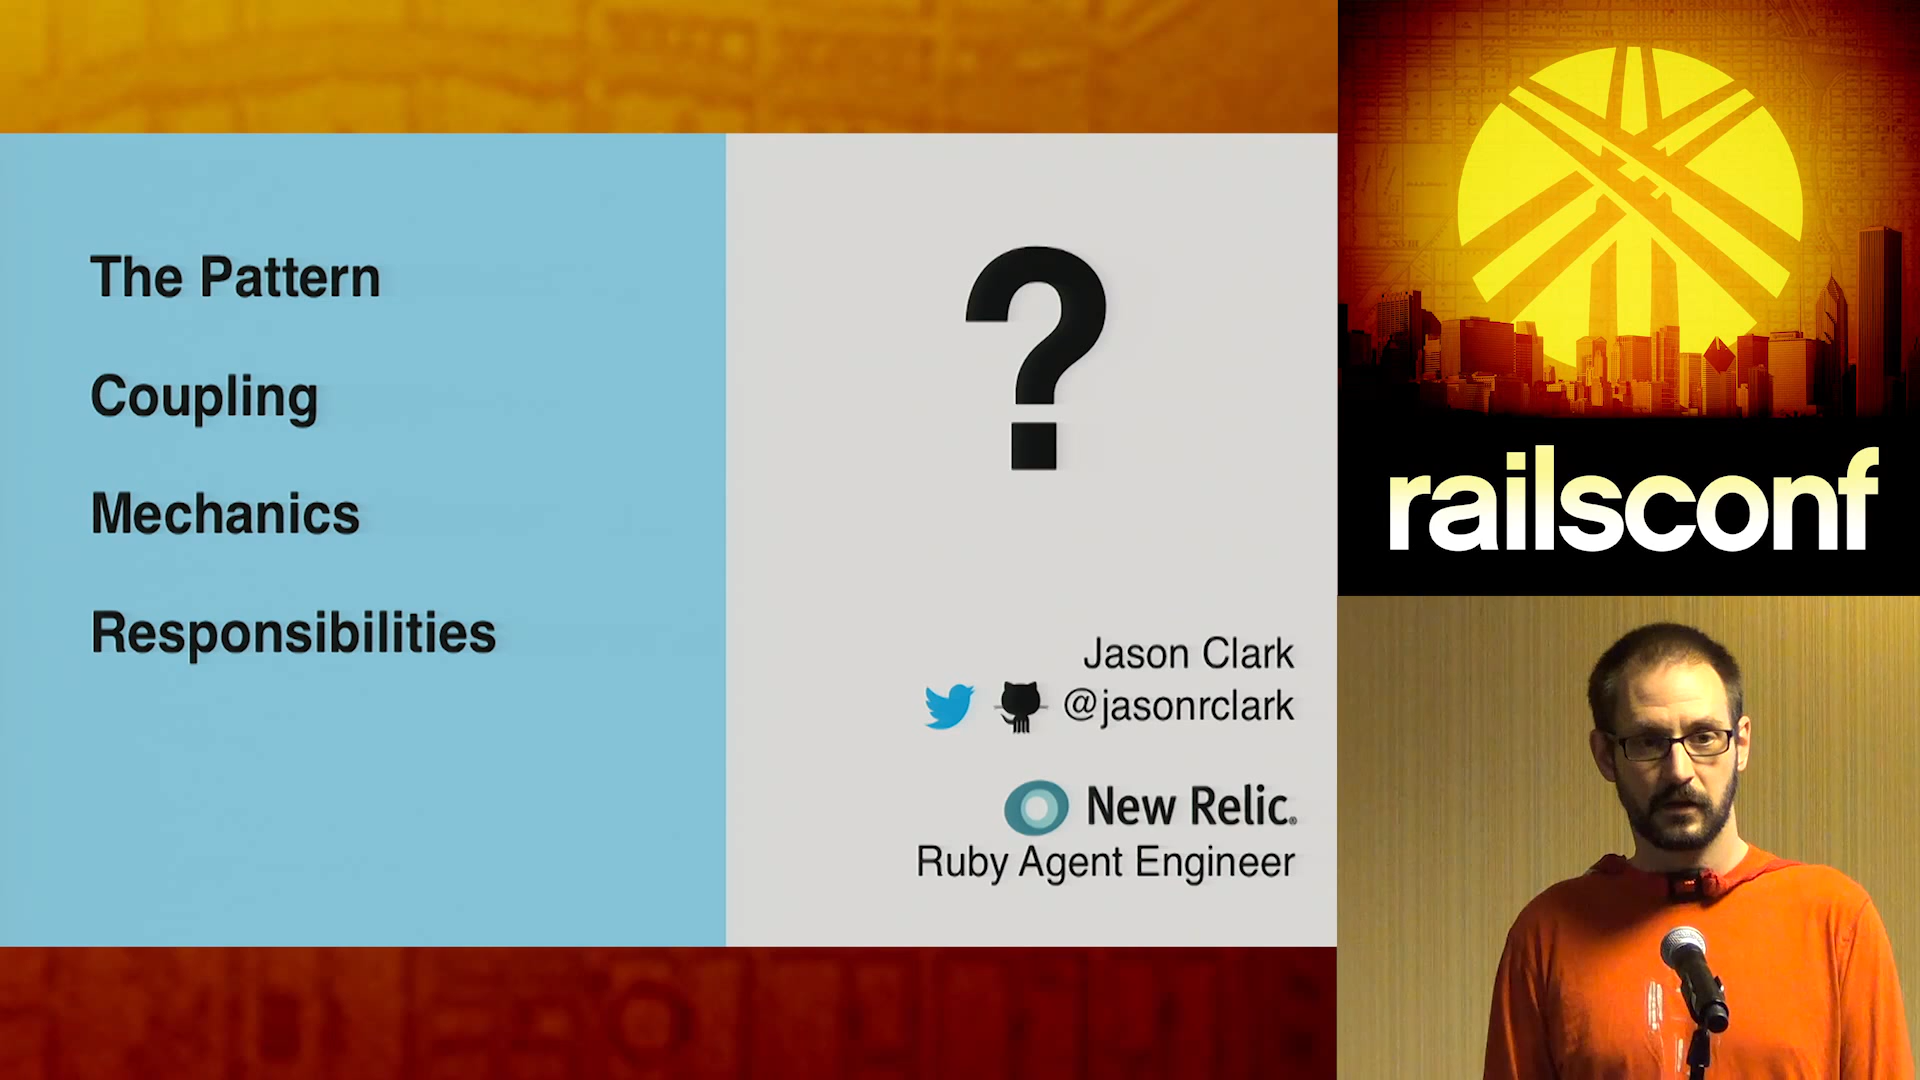 The Pattern
Coupling
Mechanics
Responsibilities
?
Jason Clark
@jasonrclark
New Relic®
Ruby Agent Engineer
railsconf